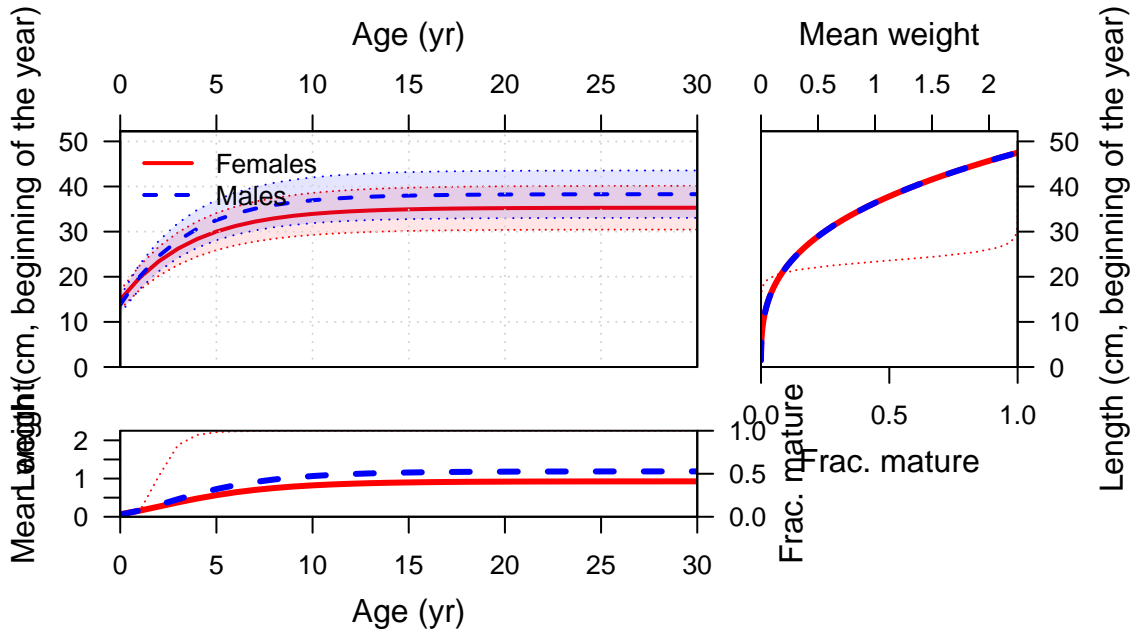 Age (yr)
Mean weight
0 5 10 15 20 25 30
0 0.5 1 1.5 2
Length (cm, beginning of the year)
50
40
30
20
10
0
Females
Males
50
40
30
20
10
0
Length (cm, beginning of the year)
0.0 0.5 1.0
Frac. mature
Mean weight
2
1
0
1.0
0.5
0.0
Frac. mature
0 5 10 15 20 25 30
Age (yr)